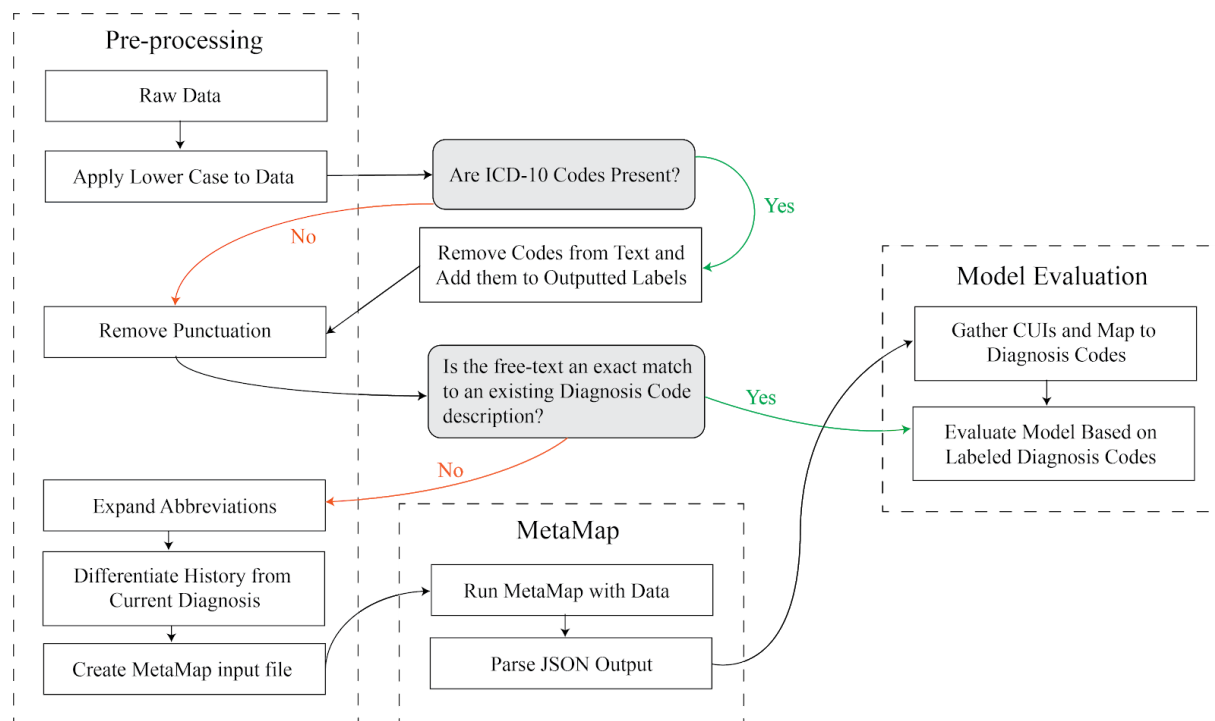 Pre-processing
Raw Data
Apply Lower Case to Data
Are ICD-10 Codes Present?
Yes
No
Remove Codes from Text and
Add them to Outputted Labels
Remove Punctuation
Is the free-text an exact match
to an existing Diagnosis Code
description?
Yes
No
Expand Abbreviations
Differentiate History from
Current Diagnosis
Create MetaMap input file
MetaMap
Run MetaMap with Data
Parse JSON Output
Model Evaluation
Gather CUIs and Map to
Diagnosis Codes
Evaluate Model Based on
Labeled Diagnosis Codes